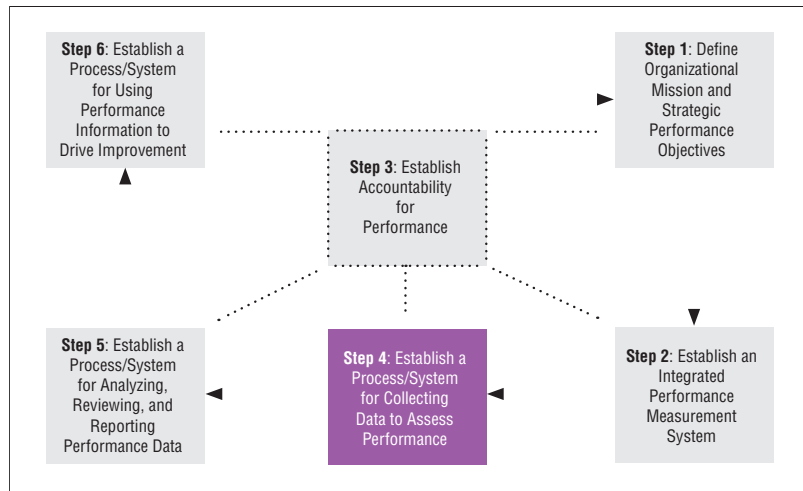 Step 6: Establish a
Process/System
for Using
Performance
Information to
Drive Improvement
Step 1: Define
Organizational
Mission and
Strategic
Performance
Objectives
Step 3: Establish
Accountability
for
Performance
Step 5: Establish a
Process/System
for Analyzing,
Reviewing, and
Reporting
Performance Data
Step 4: Establish a
Process/System
for Collecting
Data to Assess
Performance
Step 2: Establish an
Integrated
Performance
Measurement
System